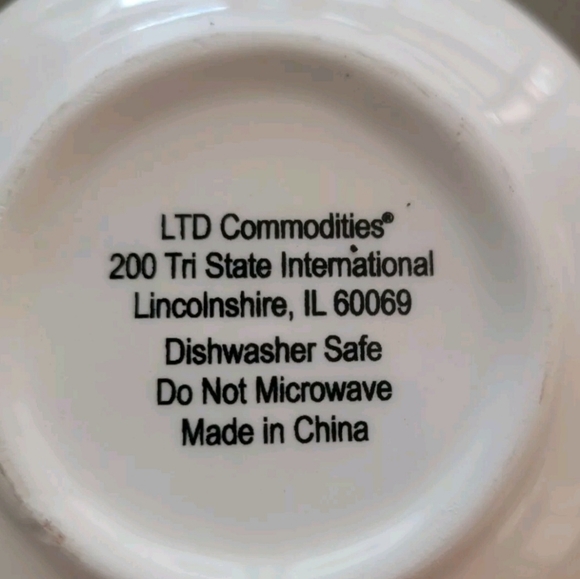 LTD Commodities®
200 Tri State International
Lincolnshire, IL 60069
Dishwasher Safe
Do Not Microwave
Made in China